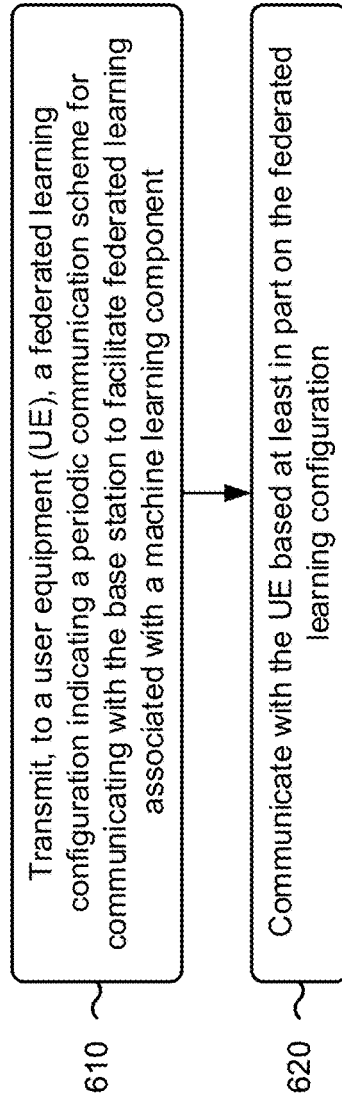 610
Transmit, to a user equipment (UE), a federated learning
configuration indicating a periodic communication scheme for
communicating with the base station to facilitate federated learning
associated with a machine learning component
620
Communicate with the UE based at least in part on the federated
learning configuration